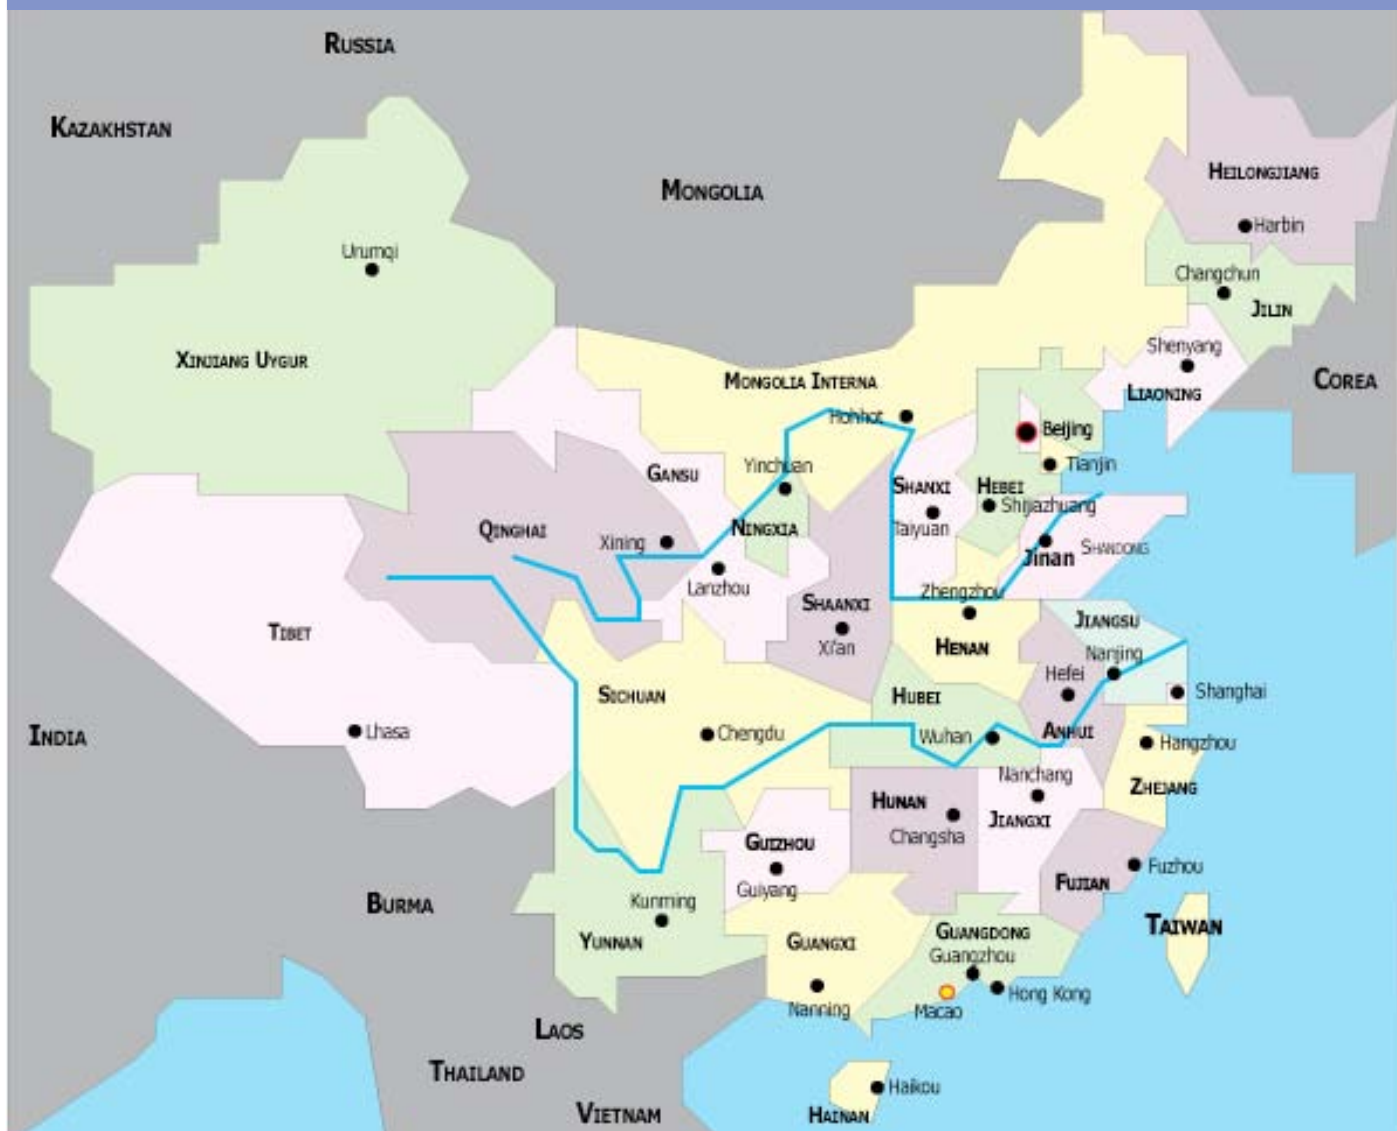 RUSSIA
KAZAKHSTAN
MONGOLIA
HEILONGJIANG
Harbin
Urumqi
Changchun
JILIN
Shenyang
XINJIANG UYGUR
MONGOLIA INTERNA
LIAONING
COREA
Hohhot
Beijing
Yinchuan
Tianjin
GANSU
SHANXI
HEBEI
Shijiazhuang
QINGHAI
Xining
NINGXIA
Taiyuan
Jinan
SHANDONG
Lanzhou
Zhengzhou
SHAANXI
JIANGSU
TIBET
Xi'an
HENAN
Nanjing
Hefei
SICHUAN
HUBEI
Shanghai
INDIA
Lhasa
Chengdu
Wuhan
ANHUI
Hangzhou
Nanchang
ZHEJANG
HUNAN
JIANGXI
Changsha
GUIZHOU
Fuzhou
Guiyang
FUJIAN
BURMA
Kunming
TAIWAN
YUNNAN
GUANGXI
GUANGDONG
Guangzhou
Hong Kong
Nanning
Macao
LAOS
THAILAND
Haikou
VIETNAM
HAINAN